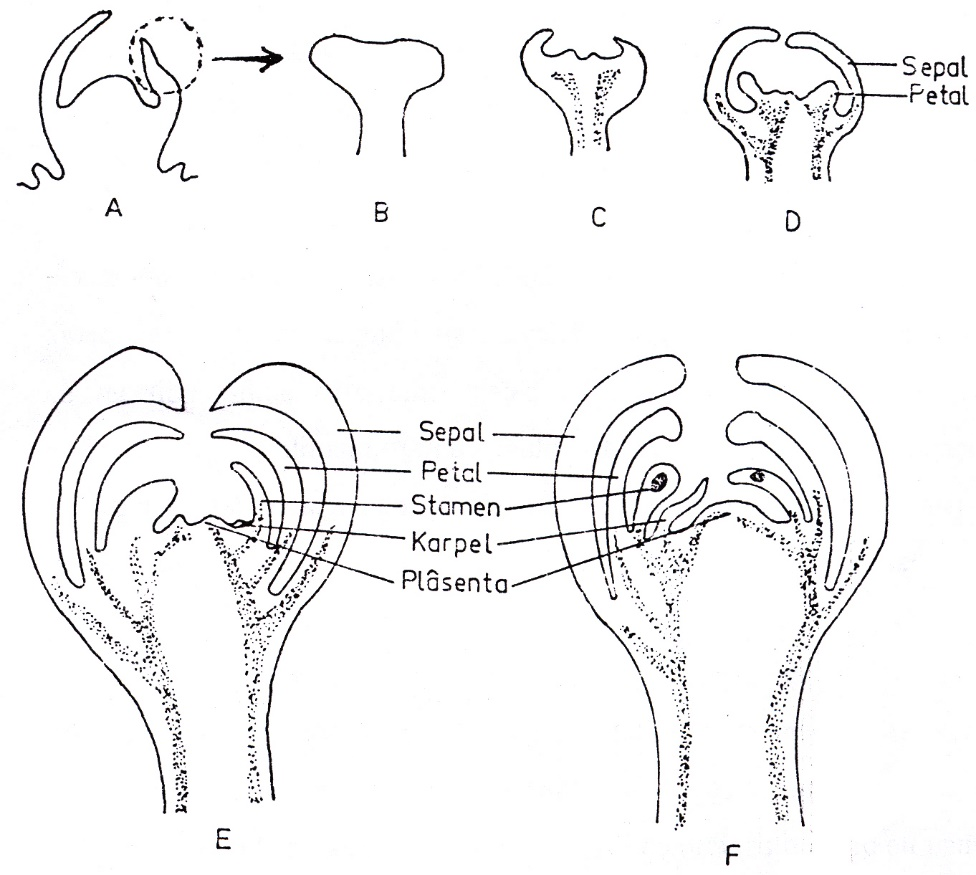 Sepal
Petal
A
B
C
D
Sepal
Petal
Stamen
Karpel
Plâsenta
E
F